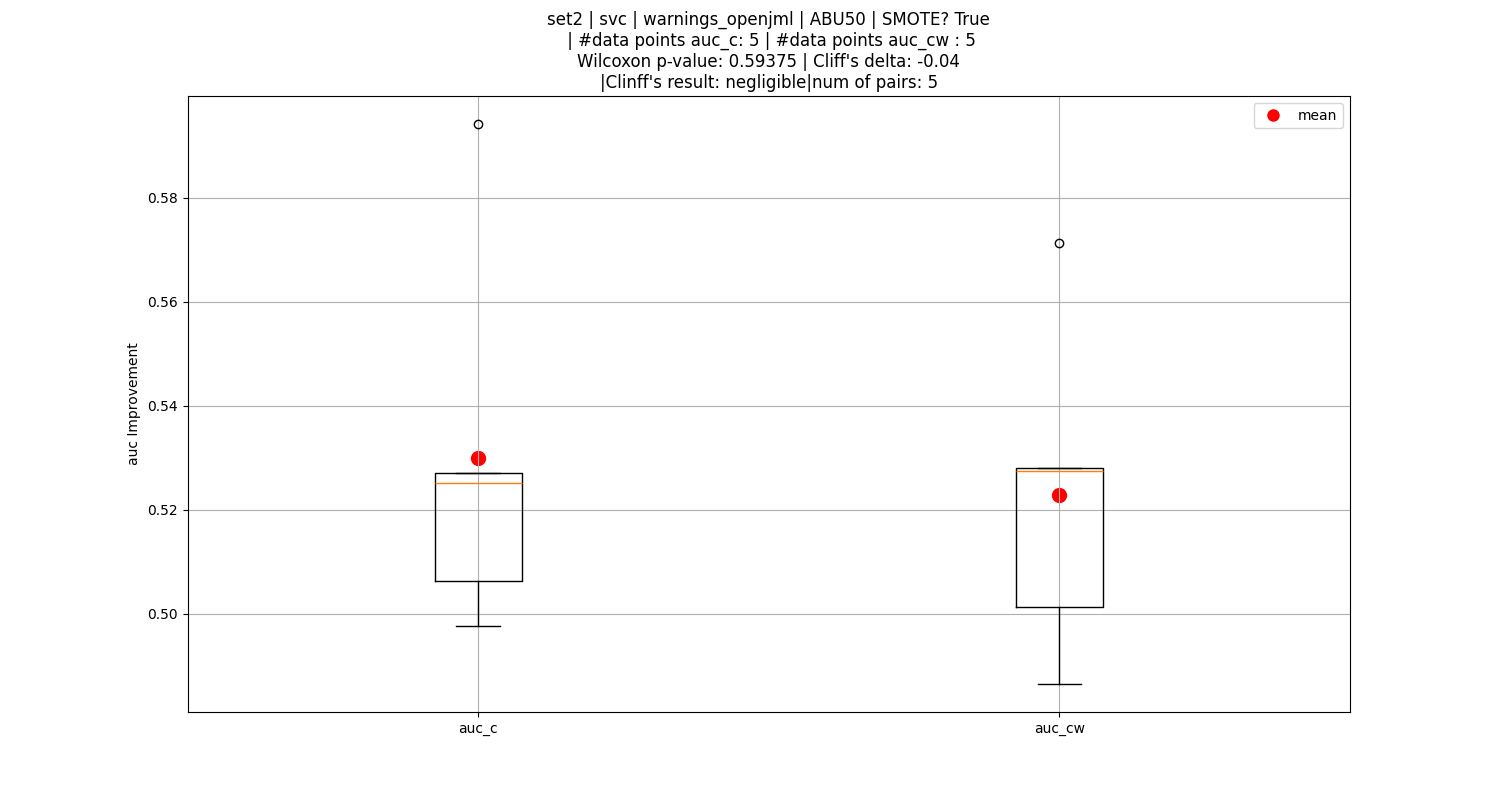 set2 | svc | warnings_openjml | ABU50 | SMOTE? True
| #data points auc_c: 5 | #data points auc_cw : 5
Wilcoxon p-value: 0.59375 | Cliff's delta: -0.04
|Clinff's result: negligible|num of pairs: 5
mean
0.58
0.56
0.54
0.52
0.50
auc Improvement
auc_c
auc_cw